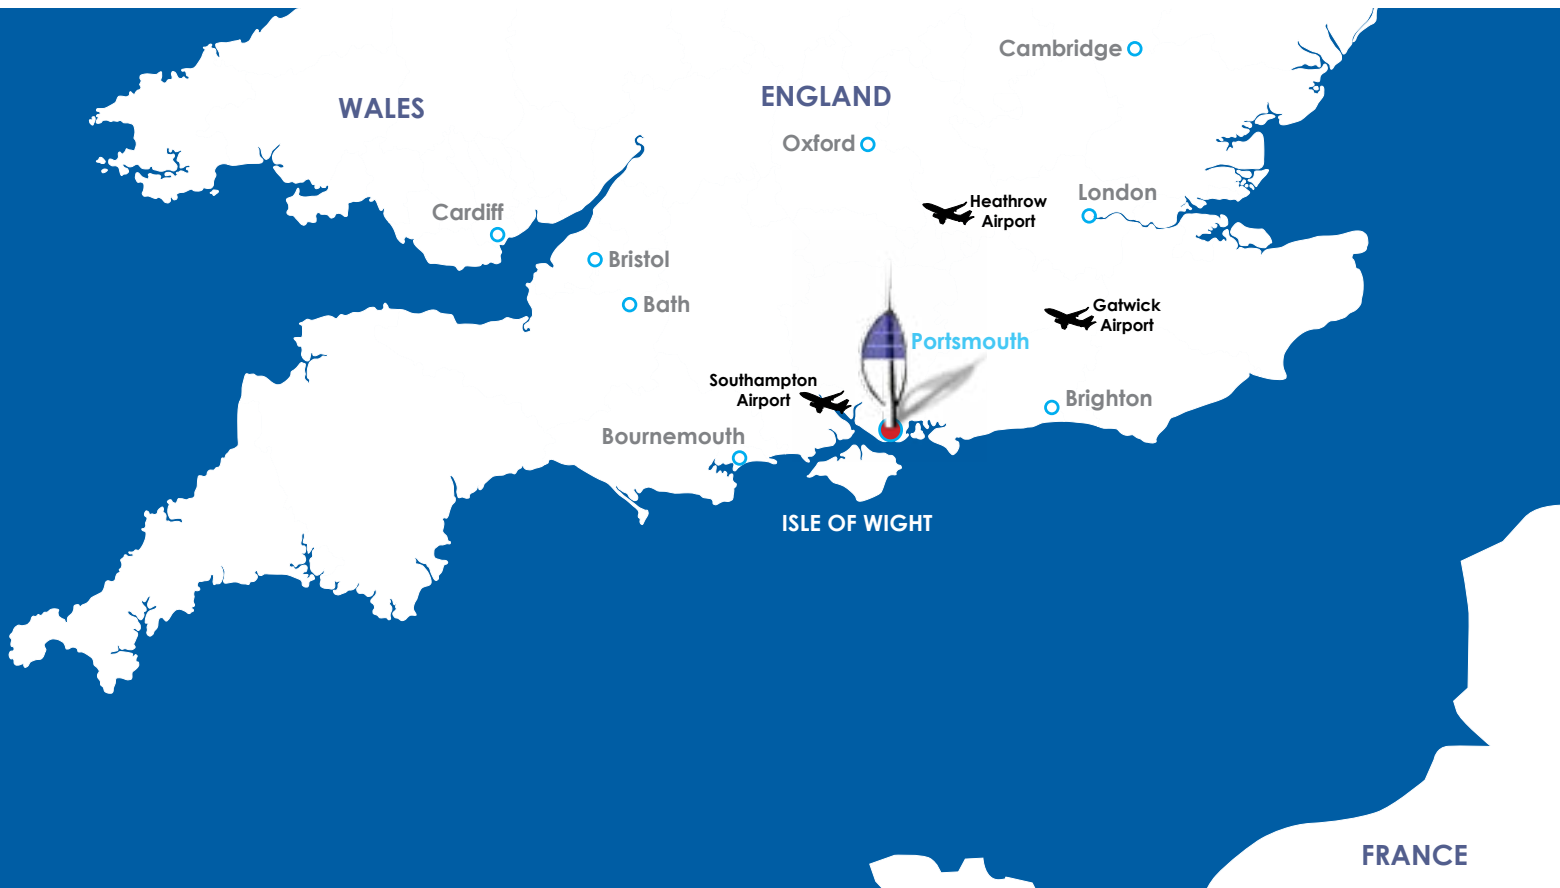 Cambridge
ENGLAND
WALES
Oxford
London
Heathrow
Airport
Cardiff
Bristol
Bath
Gatwick
Airport
Portsmouth
Southampton
Airport
Brighton
Bournemouth
ISLE OF WIGHT
FRANCE